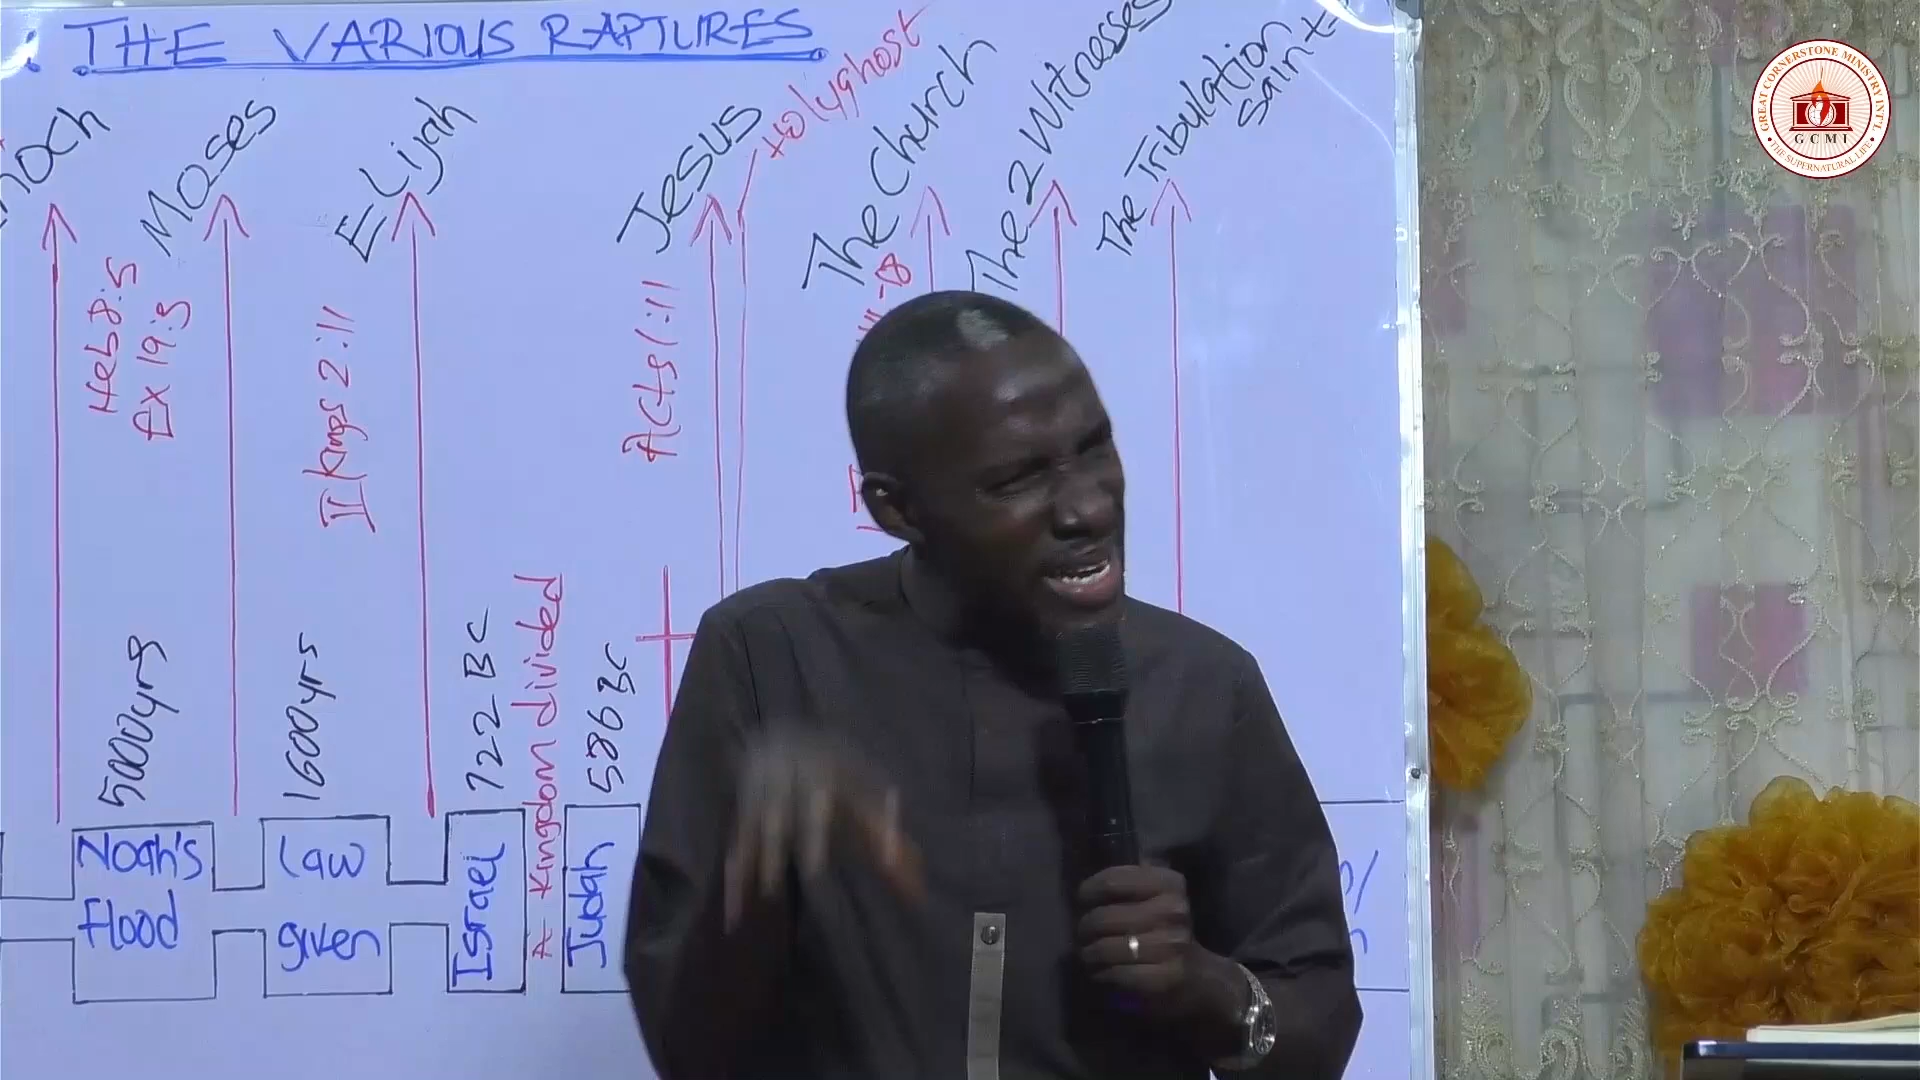 : THE VARIOUS RAPTURES
Moses
Elijah
Jesus
Holyghost
The Church
The 2 Witnesses
The Tribulation
Saint
Heb 8:5
Ex 19:3
II Kings 2:11
Acts 1:11
5000yrs
1600yrs
722 BC
A Kingdom divided
586 BC
Noah's
flood
Law
given
Israel
Judah
GREAT CORNERSTONE MINISTRY INT'L
GCMI
THE SUPERNATURAL LIFE